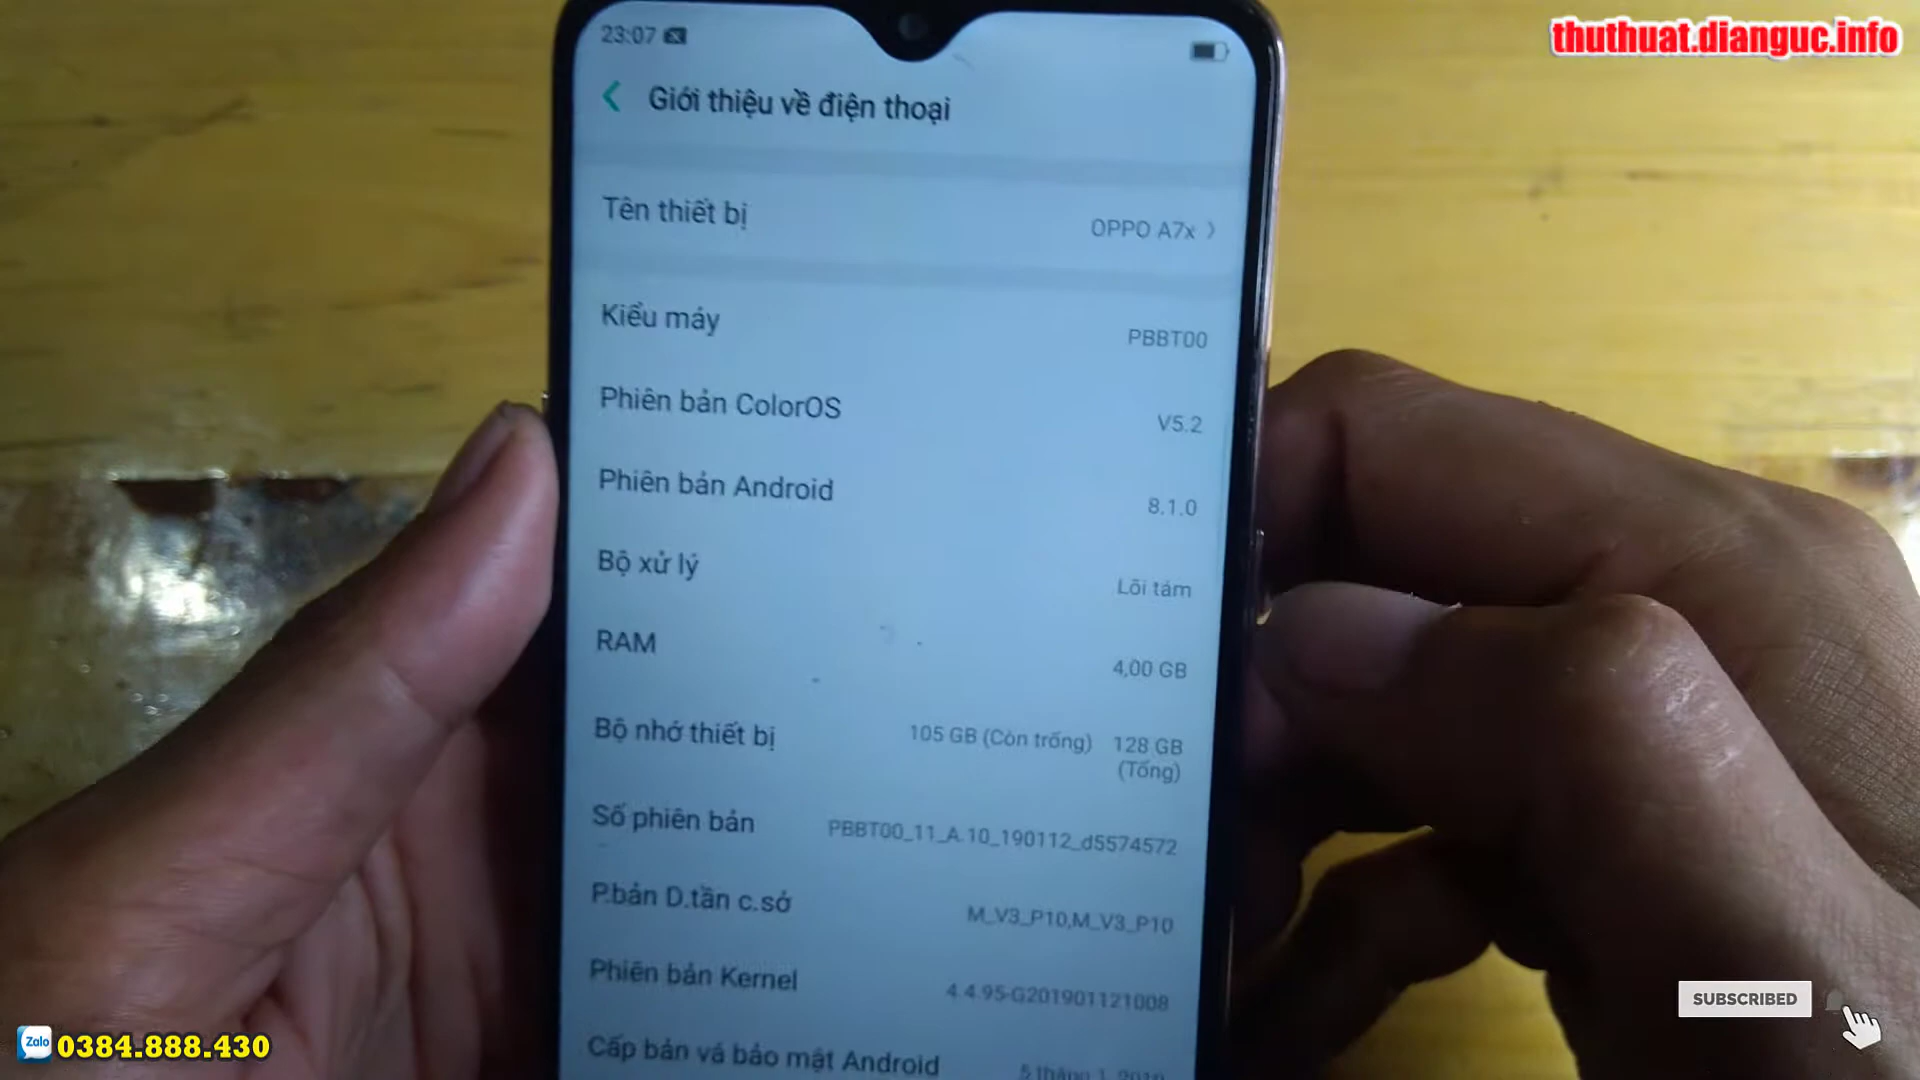 23:07
thuthuat.dianguc.info
Giới thiệu về điện thoại
Tên thiết bị OPPO A7x
Kiểu máy PBBT00
Phiên bản ColorOS V5.2
Phiên bản Android 8.1.0
Bộ xử lý Lõi tám
RAM 4,00 GB
Bộ nhớ thiết bị 105 GB (Còn trống) 128 GB
(Tổng)
Số phiên bản PBBT00_11_A.10_190112_d5574572
P.bản D.tần c.sở M_V3_P10,M_V3_P10
Phiên bản Kernel 4.4.95-G201901121008
Cấp bản vá bảo mật Android 5 tháng 1, 2019
SUBSCRIBED
Zalo 0384.888.430